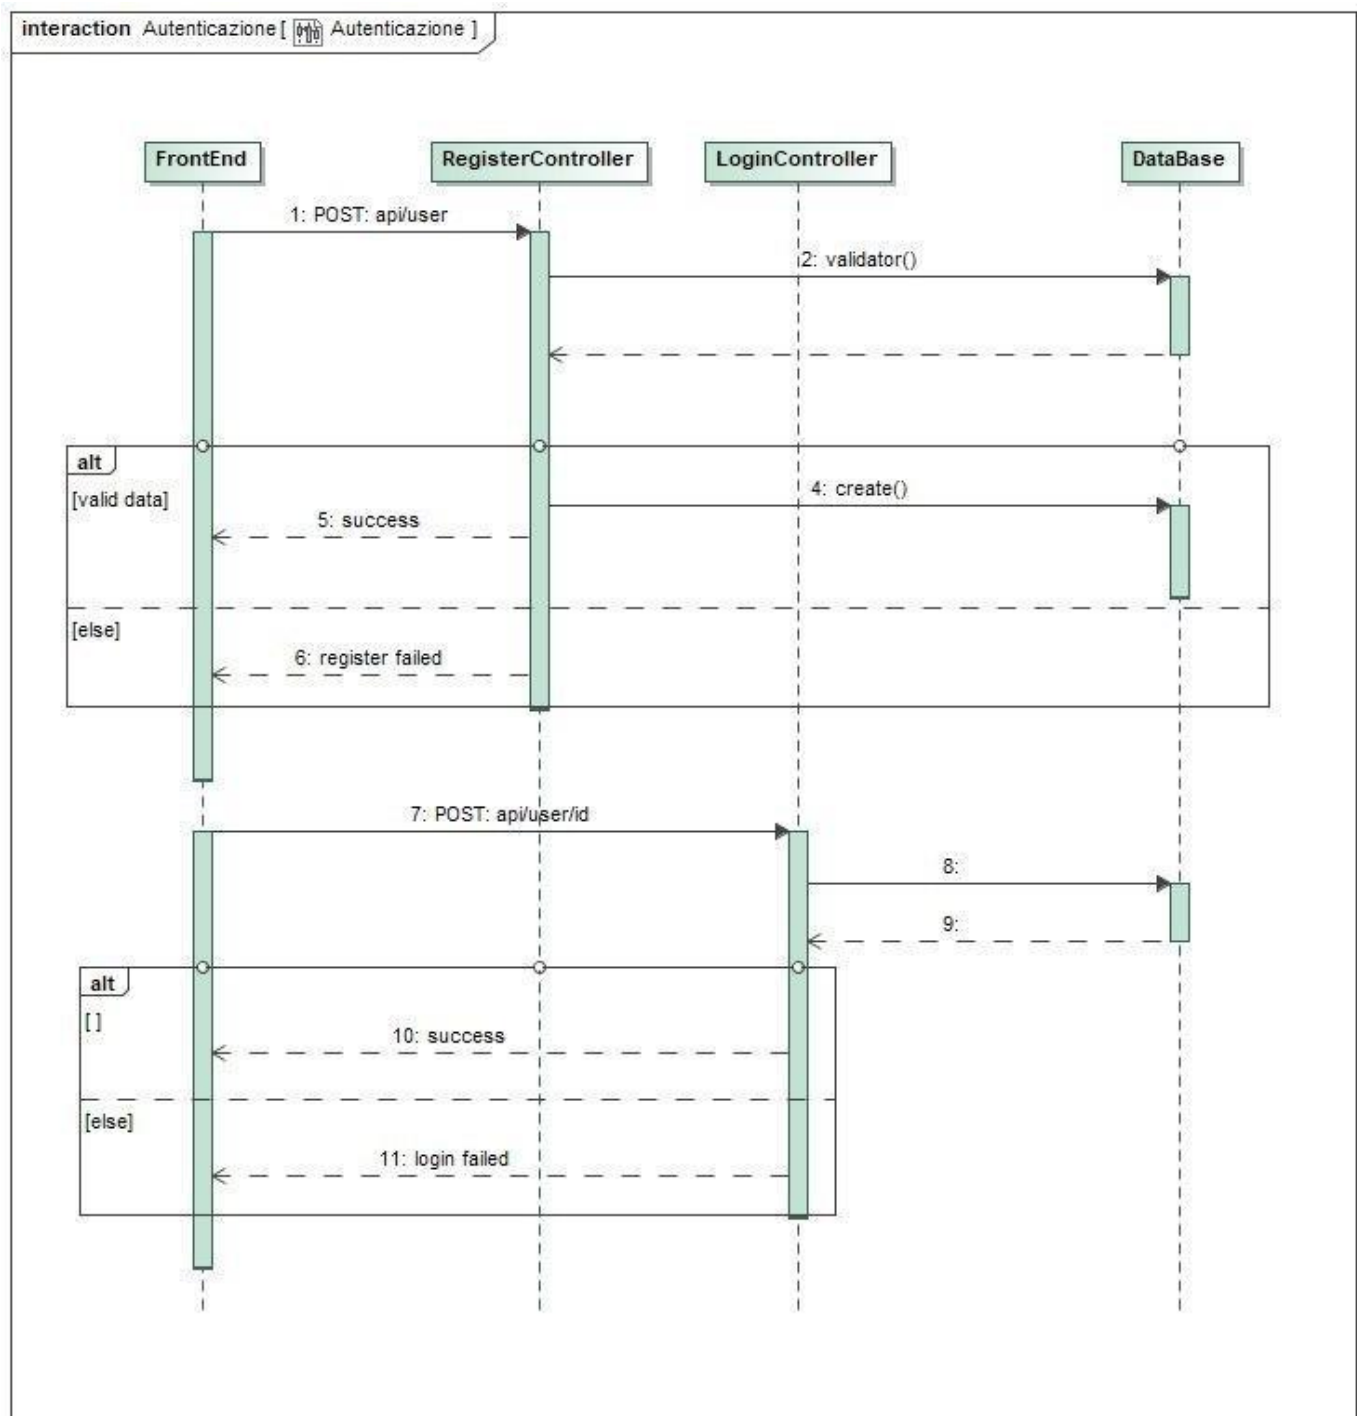 interaction Autenticazione [ Autenticazione ]
FrontEnd
RegisterController
LoginController
DataBase
1: POST: api/user
2: validator()
alt
[valid data]
4: create()
5: success
[else]
6: register failed
7: POST: api/user/id
8:
9:
alt
[ ]
10: success
[else]
11: login failed